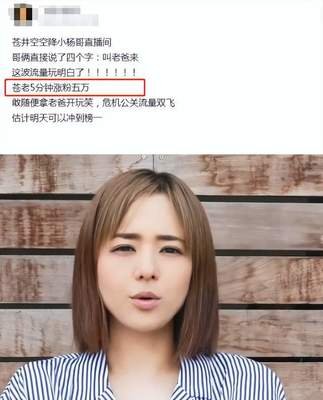 苍井空空降小杨哥直播间
哥俩直接说了四个字：叫老爸来
这波流量玩明白了！！！！！！
苍老5分钟涨粉五万
敢随便拿老爸开玩笑，危机公关流量双飞
估计明天可以冲到榜一